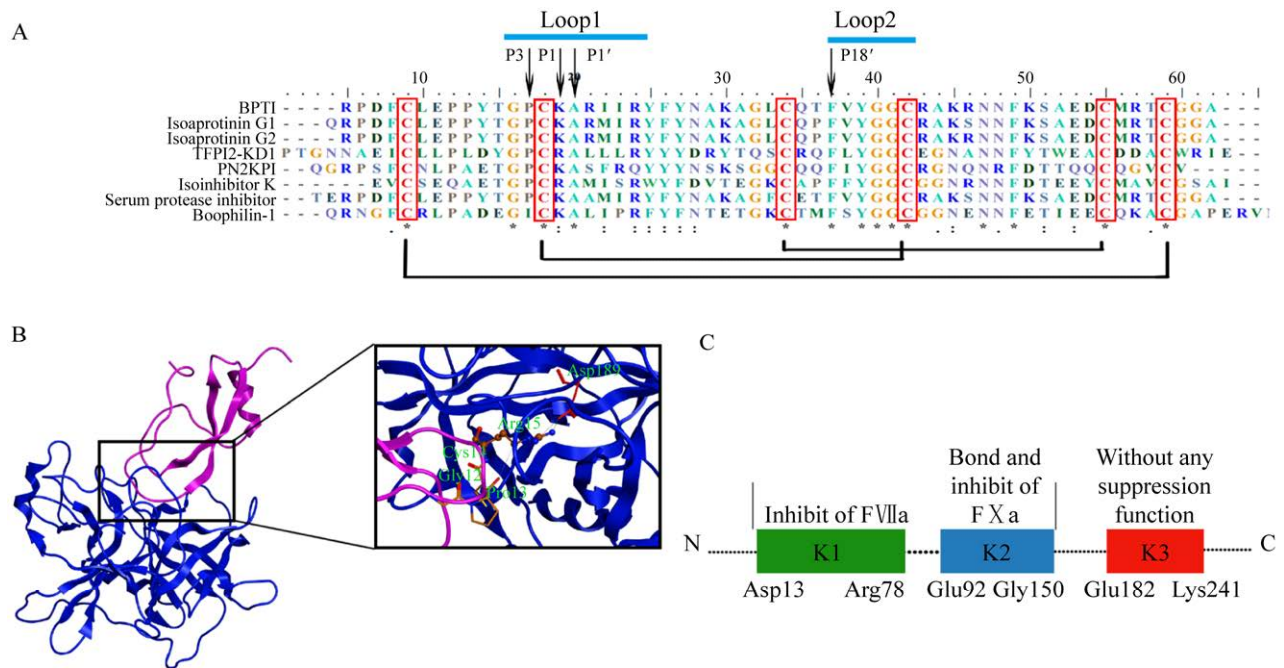 A
Loop1
Loop2
P3 P1 P1′ P18′
10 20 30 40 50 60
BPTI - - - - R P D F C L E P P Y T G P C K A R I I R Y F Y N A K A G L C Q T F V Y G G C R A K R N N F K S A E D C M R T C G G A - - -
Isoaprotinin G1 - - - Q R P D F C L E P P Y T G P C K A R M I R Y F Y N A K A G L C Q P F V Y G G C R A K R N N F K S A E D C M R T C G G A - - -
Isoaprotinin G2 - - - - R P D F C L E P P Y T G P C K A R M I R Y F Y N A K A G L C Q P F V Y G G C R A K R N N F K S A E D C M R T C G G A - - -
TFPI2-KD1 P T G N N A E I C L L P L D Y G P C R A L L L R Y Y Y D R Y T Q S C R Q F L Y G G C E G N A N N F Y T W E A C D D A C W R I E -
PN2KPI - - Q G R P S F C N L P A E T G P C K A S F R Q Y Y Y N S K S G G C Q Q F I Y G G C R G N Q N R F D T T Q Q C Q G V C V - - - -
Isoinhibitor K - - - - - - E V C S E Q A E T G P C R A M I S R W Y F D V T E G K C A P F F Y G G C G G N R N N F D T E E Y C M A V C G S A I -
Serum protease inhibitor - - T E R P D F C L E P P Y T G P C K A A M I R Y F Y N A K A G F C E T F V Y G G C R A K S N N F K S A E D C M R T C G G A - - -
Boophilin-1 - - Q R N G F C R L P A D E G I C K A L I P R F Y F N T E T G K C T M F S Y G G C G G N E N N F E T I E E C Q K A C G A P E R V
B
Asp189
Arg15
Cys14
Gly12
Pro13
C
Bond and
inhibit of
FⅩa
Without any
suppression
function
Inhibit of FⅦa
N K1 K2 K3 C
Asp13 Arg78 Glu92 Gly150 Glu182 Lys241